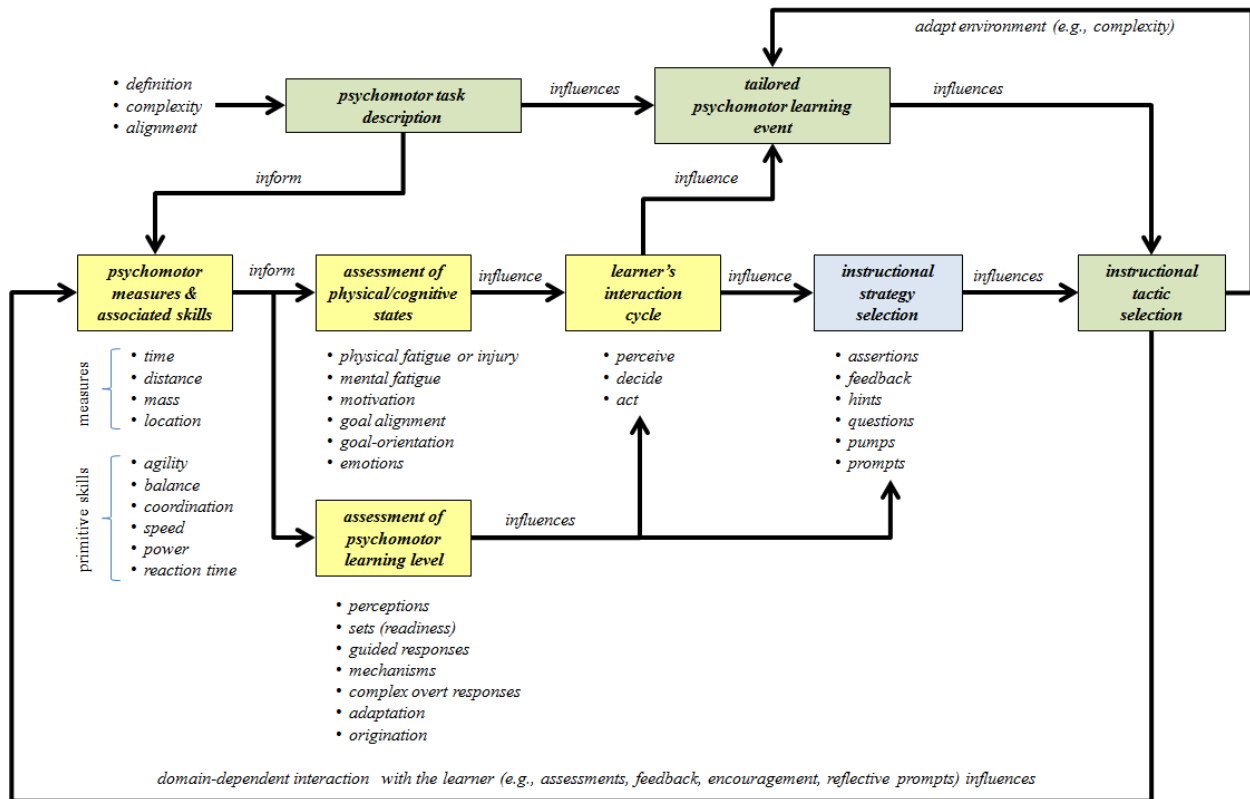 adapt environment (e.g., complexity)
• definition
• complexity
• alignment
psychomotor task
description
influences
tailored
psychomotor learning
event
influences
inform
influence
psychomotor
measures &
associated skills
inform
assessment of
physical/cognitive
states
influence
learner's
interaction
cycle
influence
instructional
strategy
selection
influences
instructional
tactic
selection
measures
• time
• distance
• mass
• location
primitive skills
• agility
• balance
• coordination
• speed
• power
• reaction time
• physical fatigue or injury
• mental fatigue
• motivation
• goal alignment
• goal-orientation
• emotions
• perceive
• decide
• act
• assertions
• feedback
• hints
• questions
• pumps
• prompts
assessment of
psychomotor
learning level
influences
• perceptions
• sets (readiness)
• guided responses
• mechanisms
• complex overt responses
• adaptation
• origination
domain-dependent interaction with the learner (e.g., assessments, feedback, encouragement, reflective prompts) influences